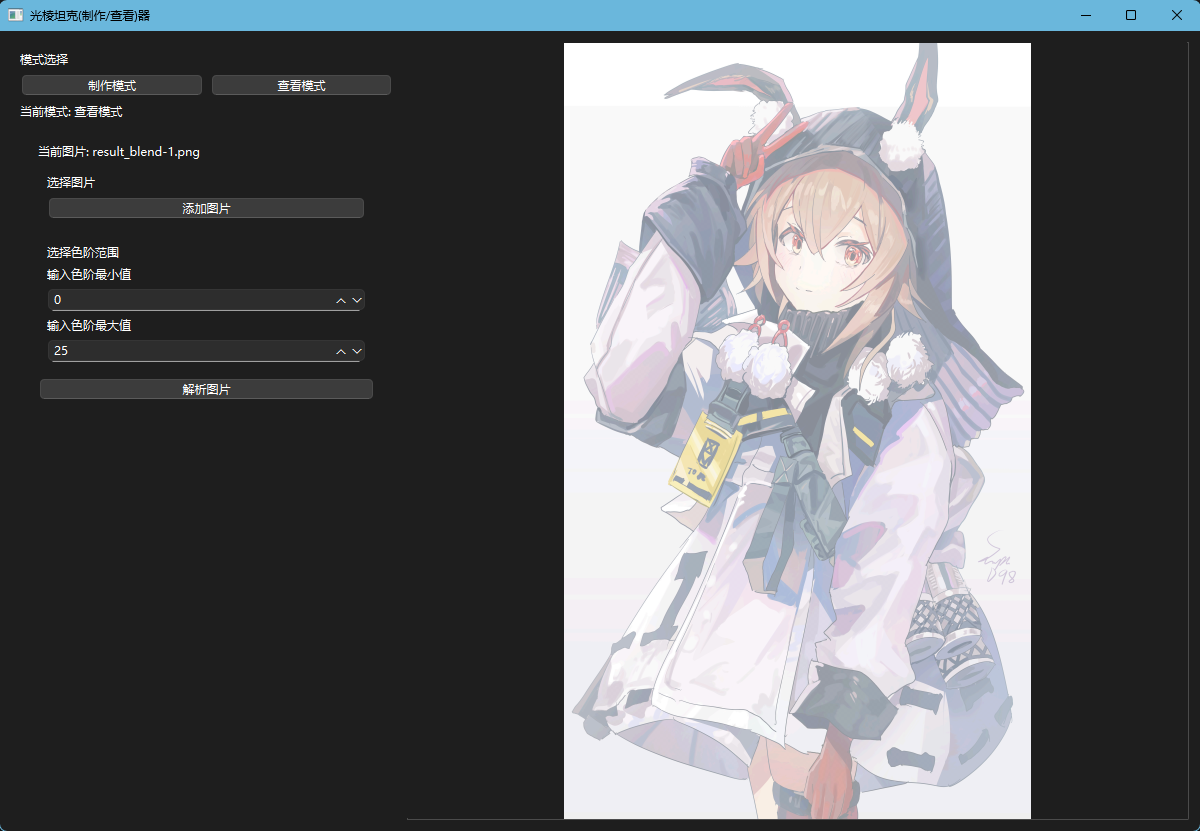 光棱坦克(制作/查看)器
模式选择
制作模式 查看模式
当前模式: 查看模式
当前图片: result_blend-1.png
选择图片
添加图片
选择色阶范围
输入色阶最小值
0
输入色阶最大值
25
解析图片